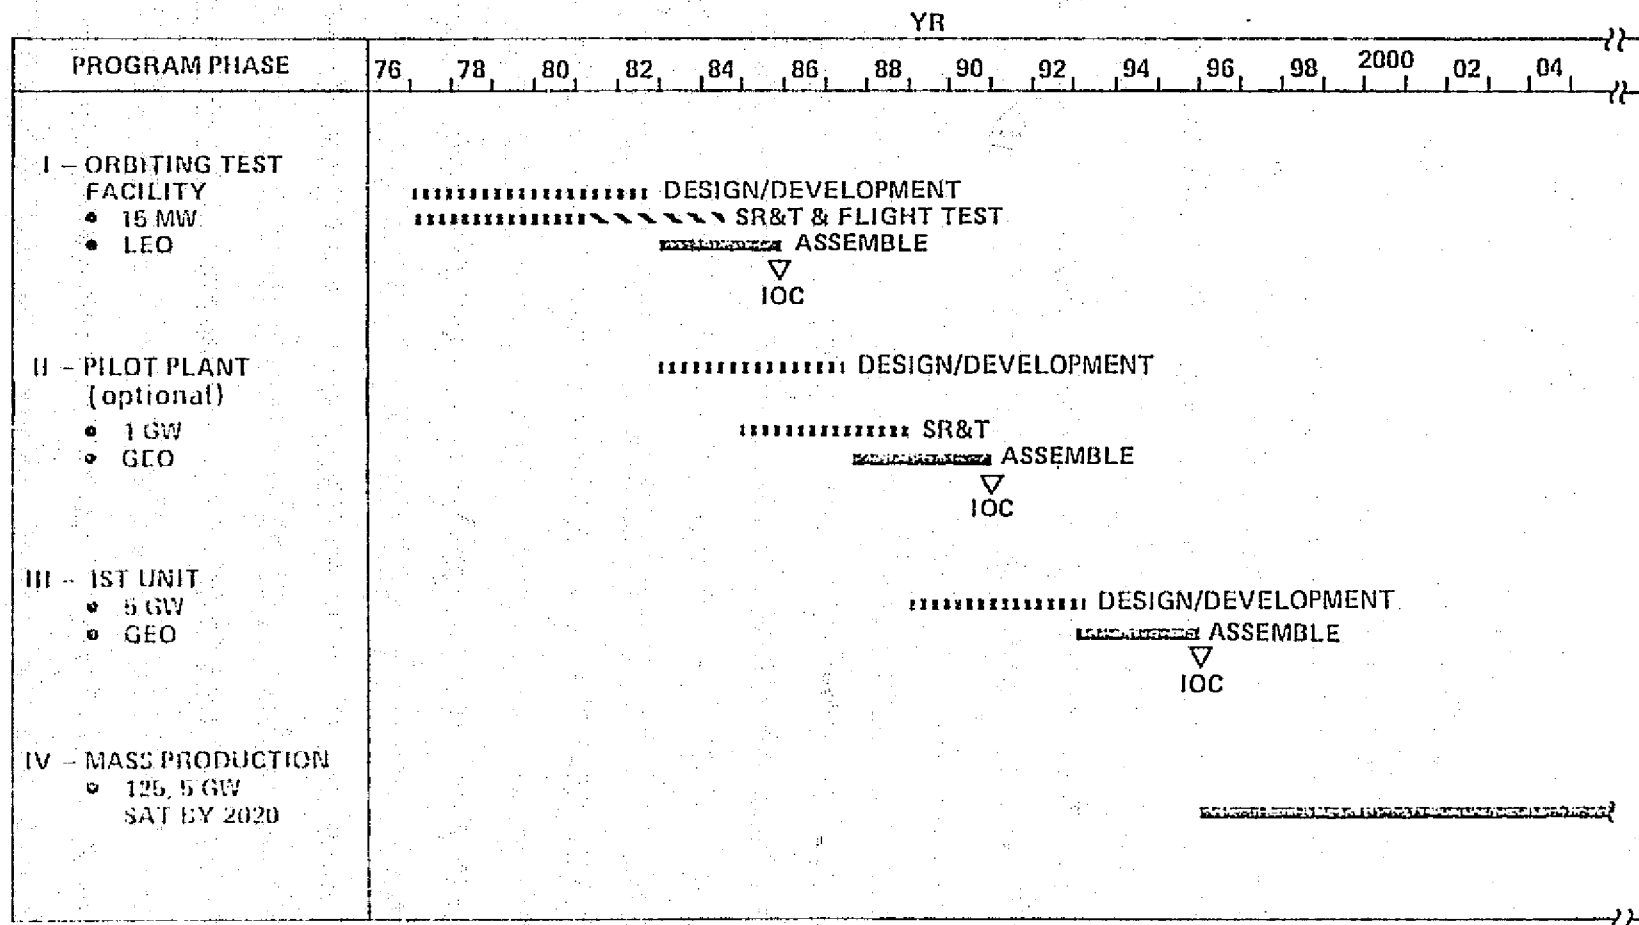 YR
PROGRAM PHASE 76 78 80 82 84 86 88 90 92 94 96 98 2000 02 04
I – ORBITING TEST
FACILITY
DESIGN/DEVELOPMENT
• 15 MW
SR&T & FLIGHT TEST
• LEO
ASSEMBLE
IOC
II – PILOT PLANT
(optional)
DESIGN/DEVELOPMENT
• 1 GW
SR&T
• GEO
ASSEMBLE
IOC
III – IST UNIT
• 5 GW
DESIGN/DEVELOPMENT
• GEO
ASSEMBLE
IOC
IV – MASS PRODUCTION
• 125, 5 GW
SAT BY 2020